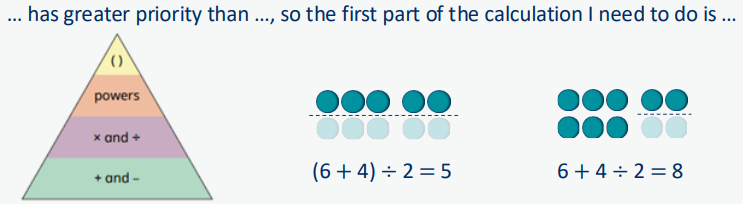 ... has greater priority than ..., so the first part of the calculation I need to do is ...
()
powers
× and ÷
+ and −
(6 + 4) ÷ 2 = 5
6 + 4 ÷ 2 = 8